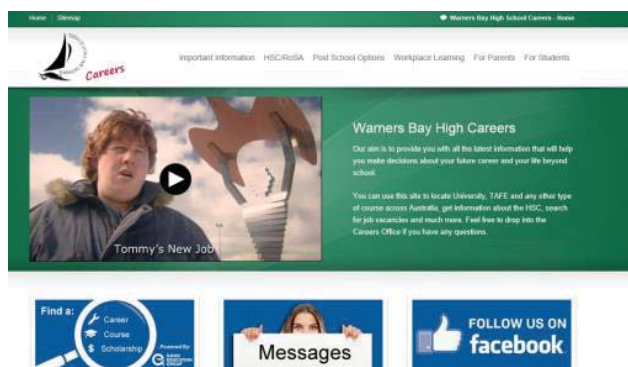 Home Sitemap
Warners Bay High School Careers - Home
Careers
Important Information HSC/RoSA Post School Options Workplace Learning For Parents For Students
Warners Bay High Careers
Our aim is to provide you with all the latest information that will help
you make decisions about your future career and your life beyond
school.
You can use this site to locate University, TAFE and any other type
of course across Australia, get information about the HSC, search
for job vacancies and much more. Feel free to drop into the
Careers Office if you have any questions.
Tommy's New Job
Find a:
Career
Course
$ Scholarship
Powered By:
GOOD
EDUCATION
GROUP
Messages
FOLLOW US ON
facebook